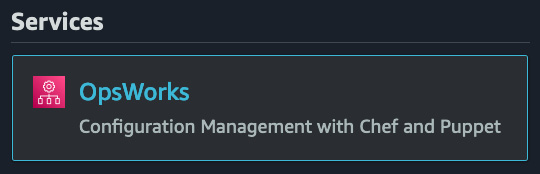 Services
OpsWorks
Configuration Management with Chef and Puppet